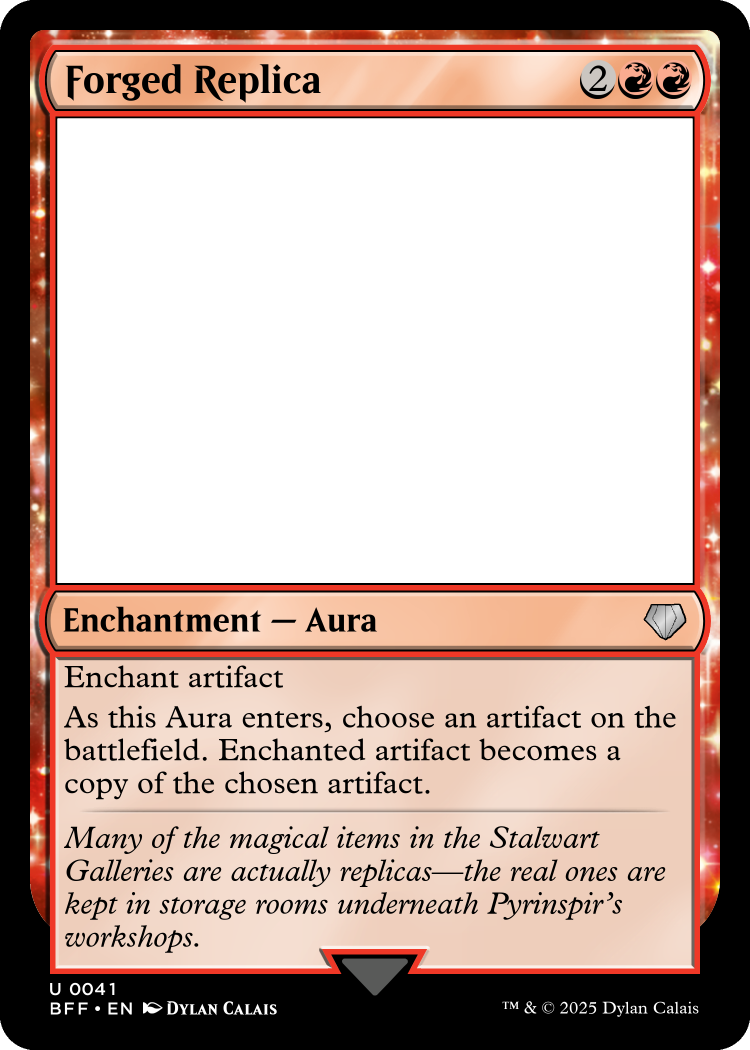 Forged Replica 2
Enchantment — Aura
Enchant artifact
As this Aura enters, choose an artifact on the
battlefield. Enchanted artifact becomes a
copy of the chosen artifact.
Many of the magical items in the Stalwart
Galleries are actually replicas—the real ones are
kept in storage rooms underneath Pyrinspir’s
workshops.
U 0041
BFF • EN Dylan Calais
™ & © 2025 Dylan Calais